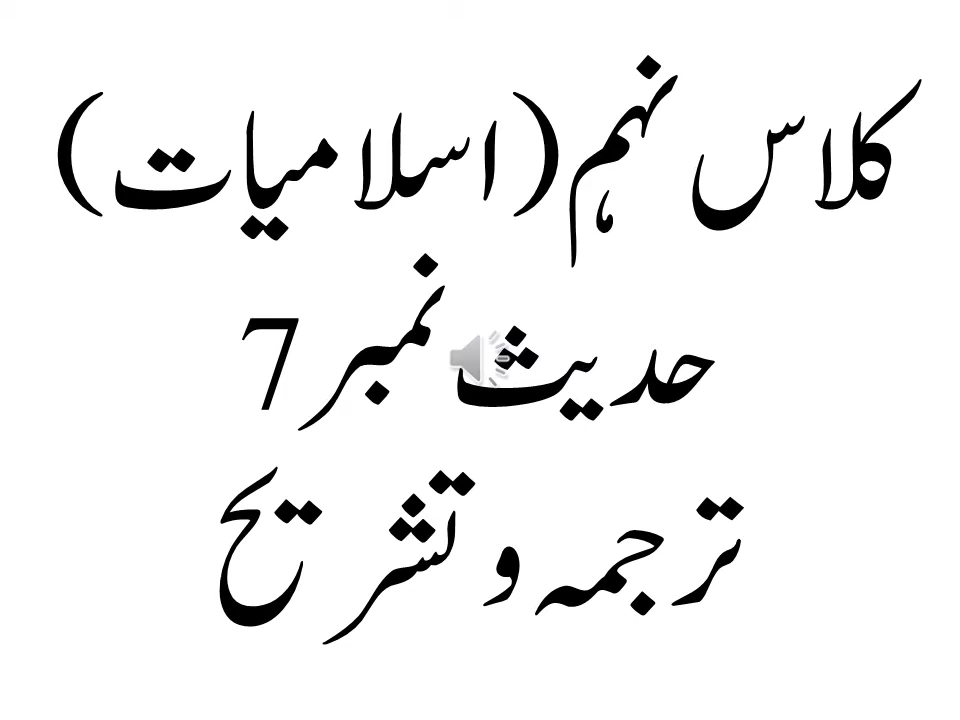 کلاس نہم (اسلامیات)
حدیث نمبر 7
ترجمہ و تشریح